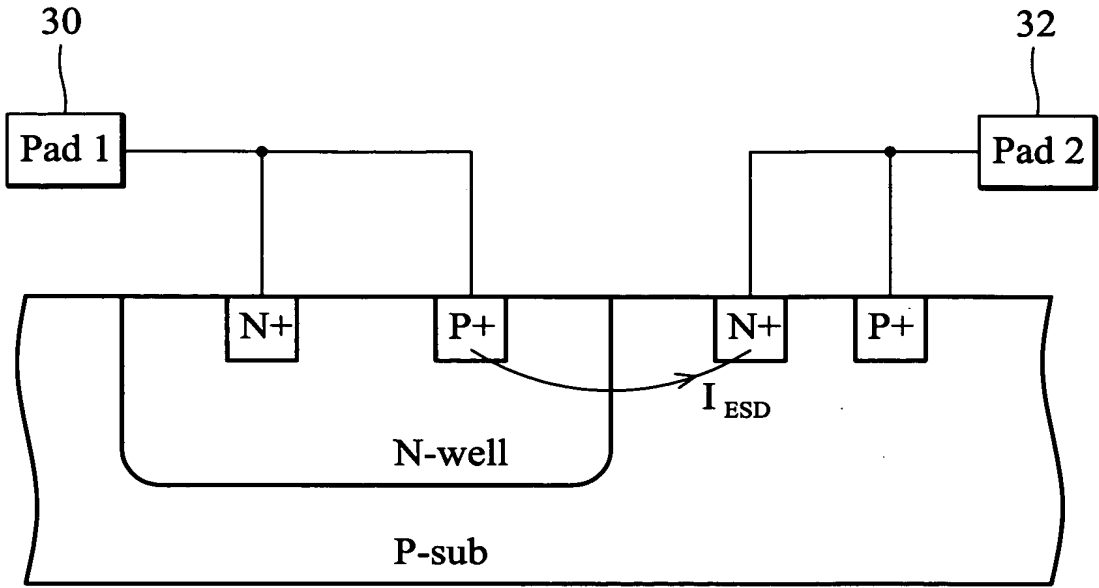 30
32
Pad 1
Pad 2
N+
P+
N+
P+
I ESD
N-well
P-sub